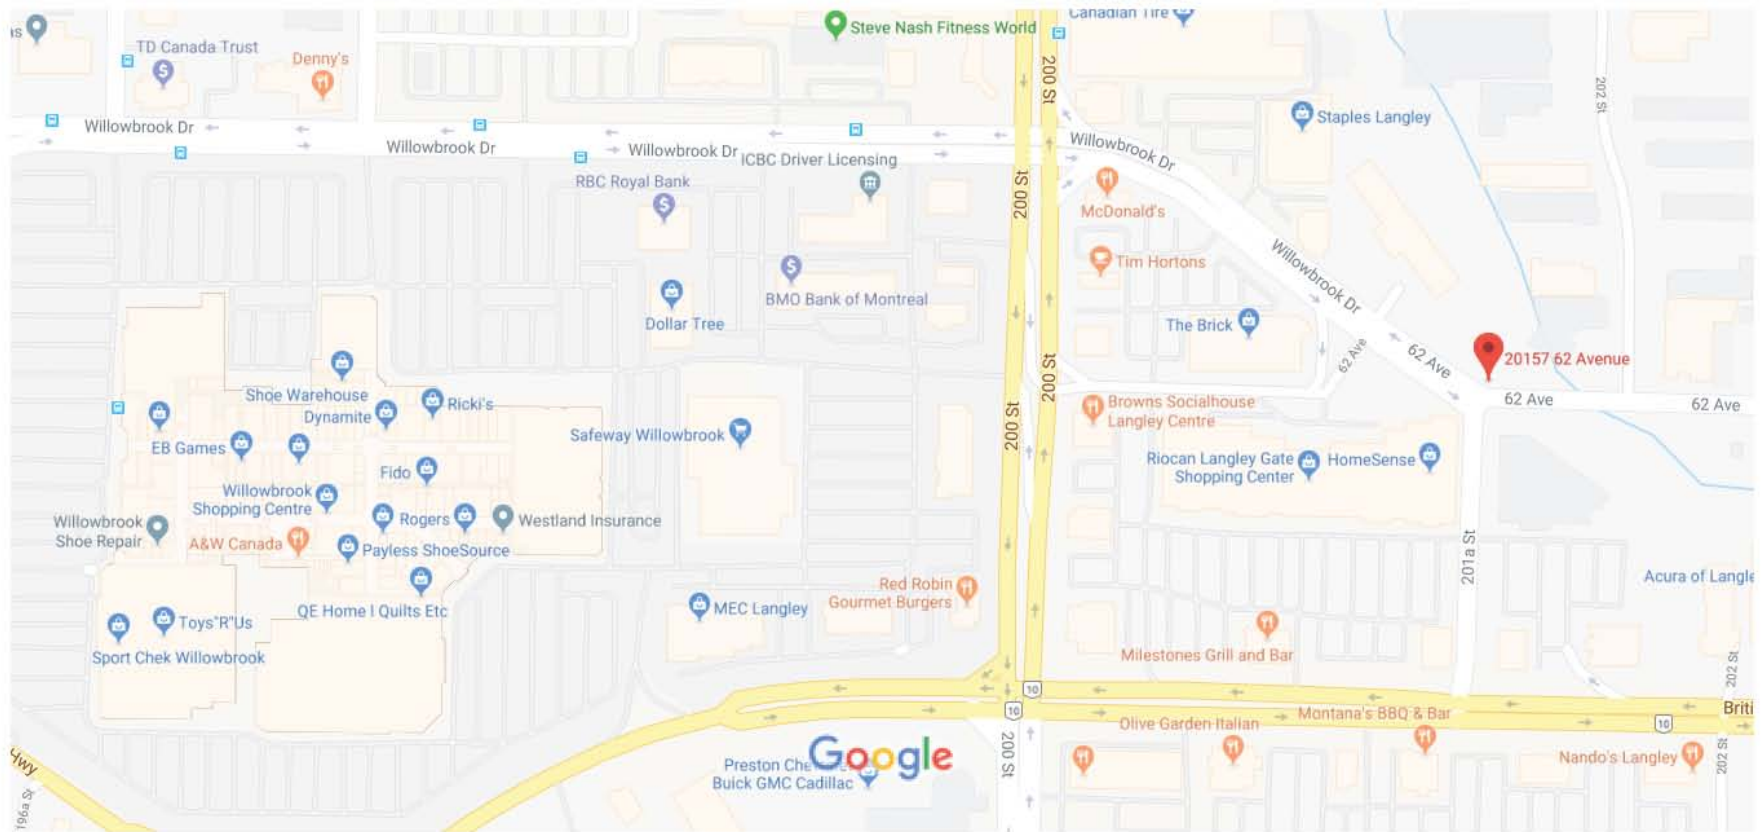 as
TD Canada Trust
Denny's
Steve Nash Fitness World
Canadian Tire
200 St
202 St
Staples Langley
Willowbrook Dr
Willowbrook Dr
Willowbrook Dr
Willowbrook Dr
ICBC Driver Licensing
RBC Royal Bank
200 St
McDonald's
Tim Hortons
Willowbrook Dr
BMO Bank of Montreal
Dollar Tree
The Brick
62 Ave
62 Ave
20157 62 Avenue
62 Ave
62 Ave
200 St
200 St
Shoe Warehouse
Dynamite
Ricki's
Browns Socialhouse
Langley Centre
EB Games
Safeway Willowbrook
Fido
Riocan Langley Gate
Shopping Center
HomeSense
Willowbrook
Shopping Centre
Willowbrook
Shoe Repair
Rogers
Westland Insurance
A&W Canada
Payless ShoeSource
201a St
Acura of Langle
Red Robin
Gourmet Burgers
MEC Langley
QE Home | Quilts Etc
Toys"R"Us
Sport Chek Willowbrook
Milestones Grill and Bar
202 St
10
10
Briti
10
Olive Garden Italian
Montana's BBQ & Bar
Nando's Langley
202 St
200 St
Google
Preston Che
Buick GMC Cadillac
Hwy
196a St